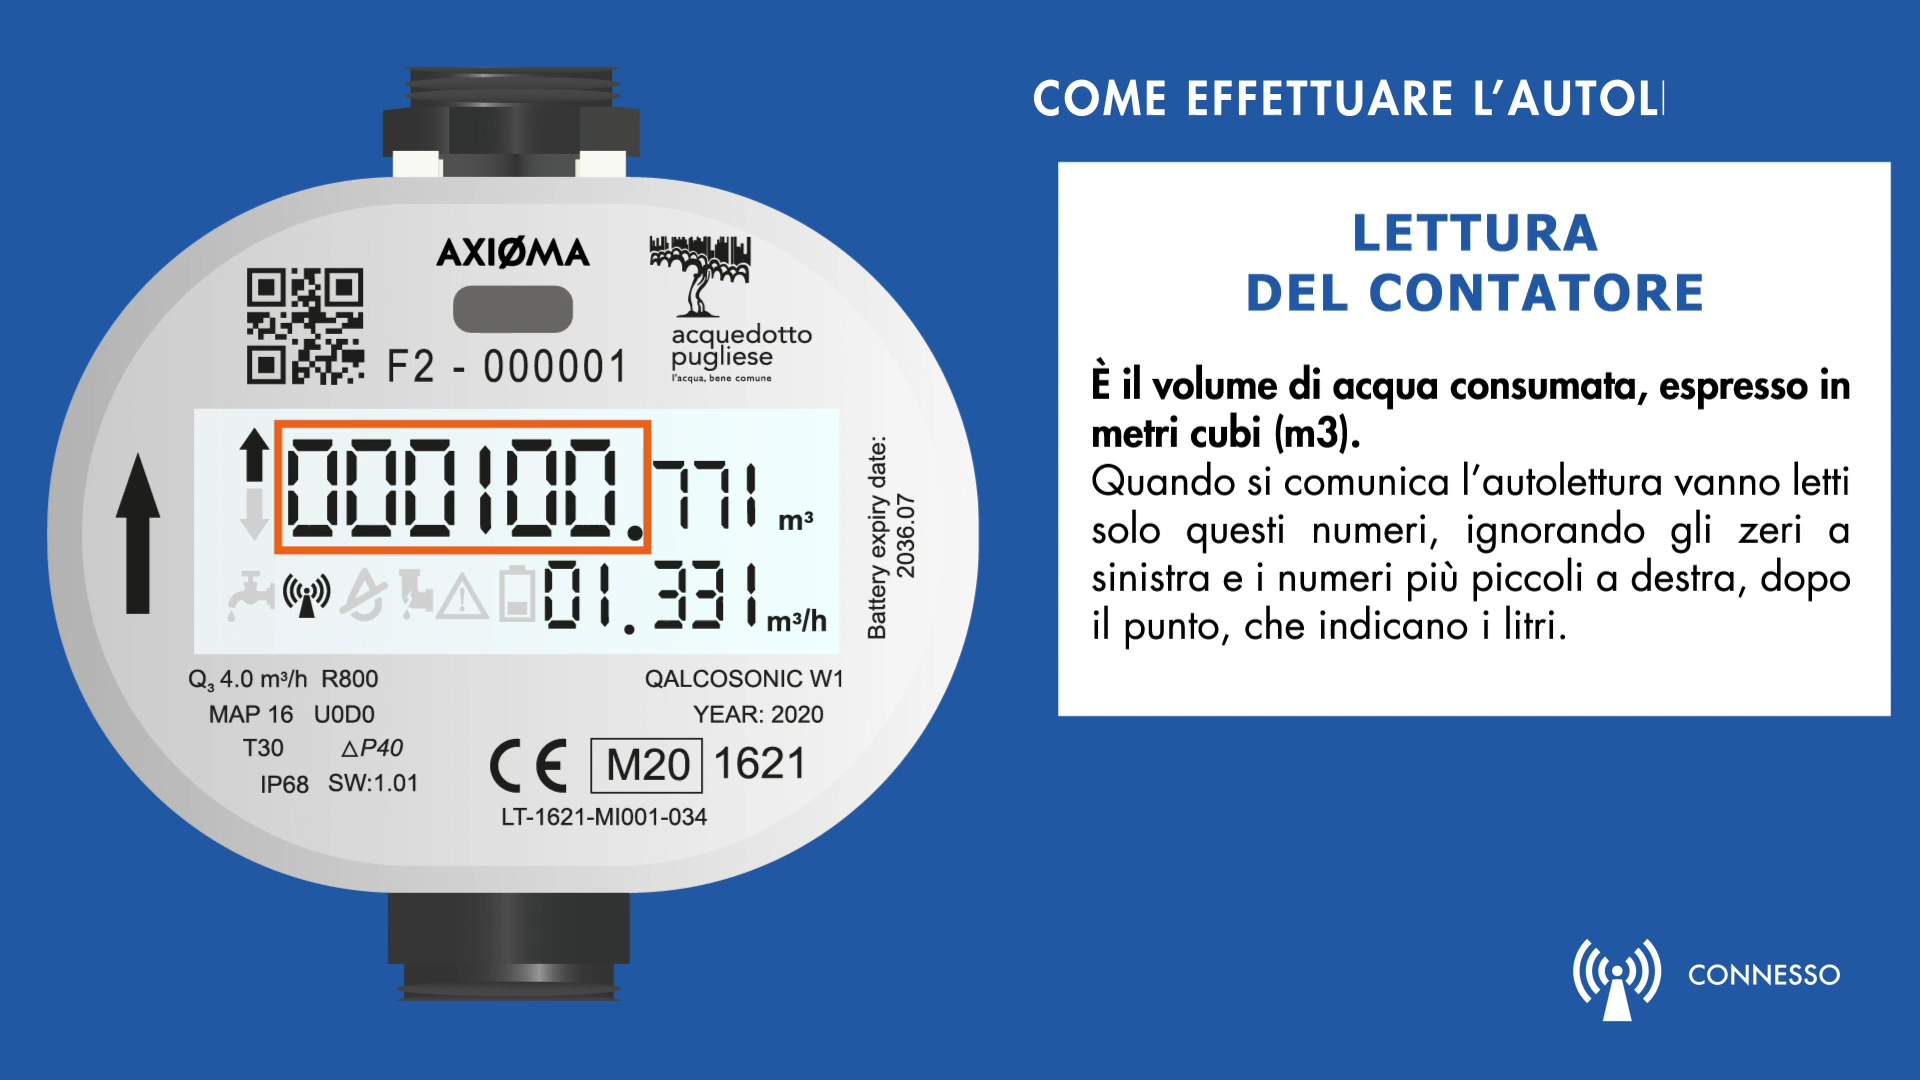 COME EFFETTUARE L'AUTOL
AXIØMA
F2 - 000001
acquedotto
pugliese
l'acqua, bene comune
000100.771 m³
01.331 m³/h
Battery expiry date:
2036.07
Q₃ 4.0 m³/h R800
MAP 16 U0D0
T30 △P40
IP68 SW:1.01
QALCOSONIC W1
YEAR: 2020
CE M20 1621
LT-1621-MI001-034
LETTURA
DEL CONTATORE
È il volume di acqua consumata, espresso in
metri cubi (m3).
Quando si comunica l'autolettura vanno letti
solo questi numeri, ignorando gli zeri a
sinistra e i numeri più piccoli a destra, dopo
il punto, che indicano i litri.
CONNESSO